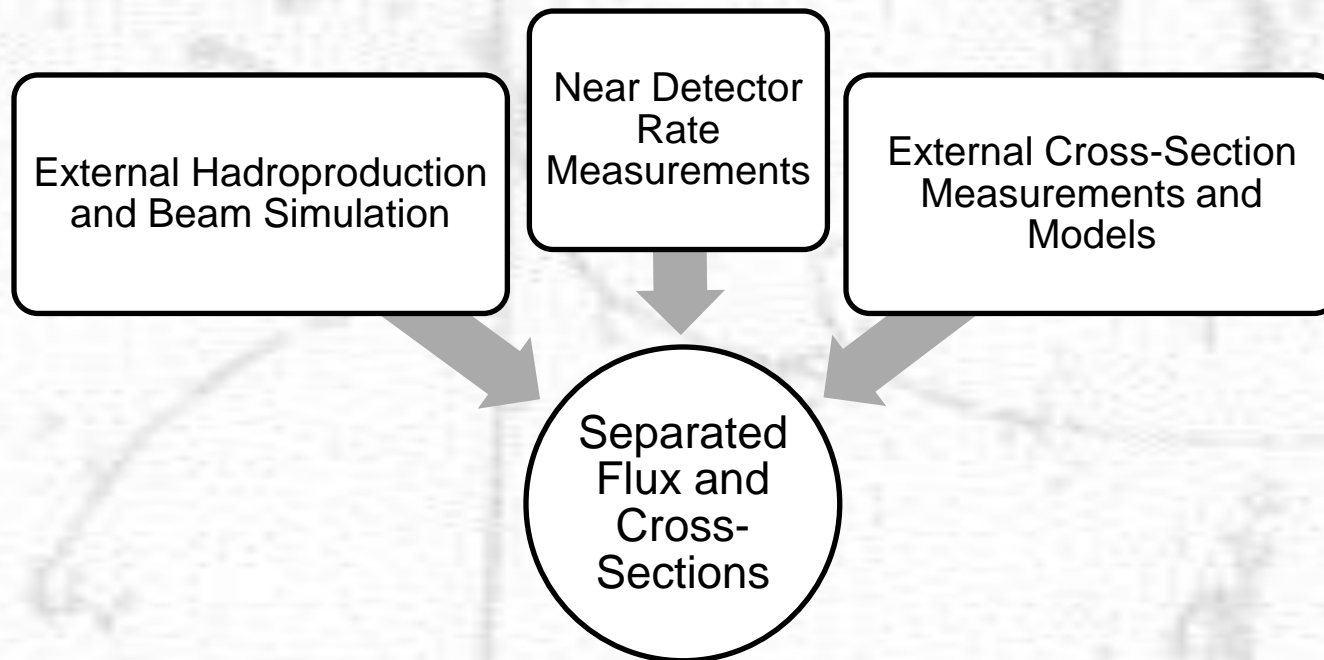 External Hadroproduction
and Beam Simulation
Near Detector
Rate
Measurements
External Cross-Section
Measurements and
Models
Separated
Flux and
Cross-
Sections